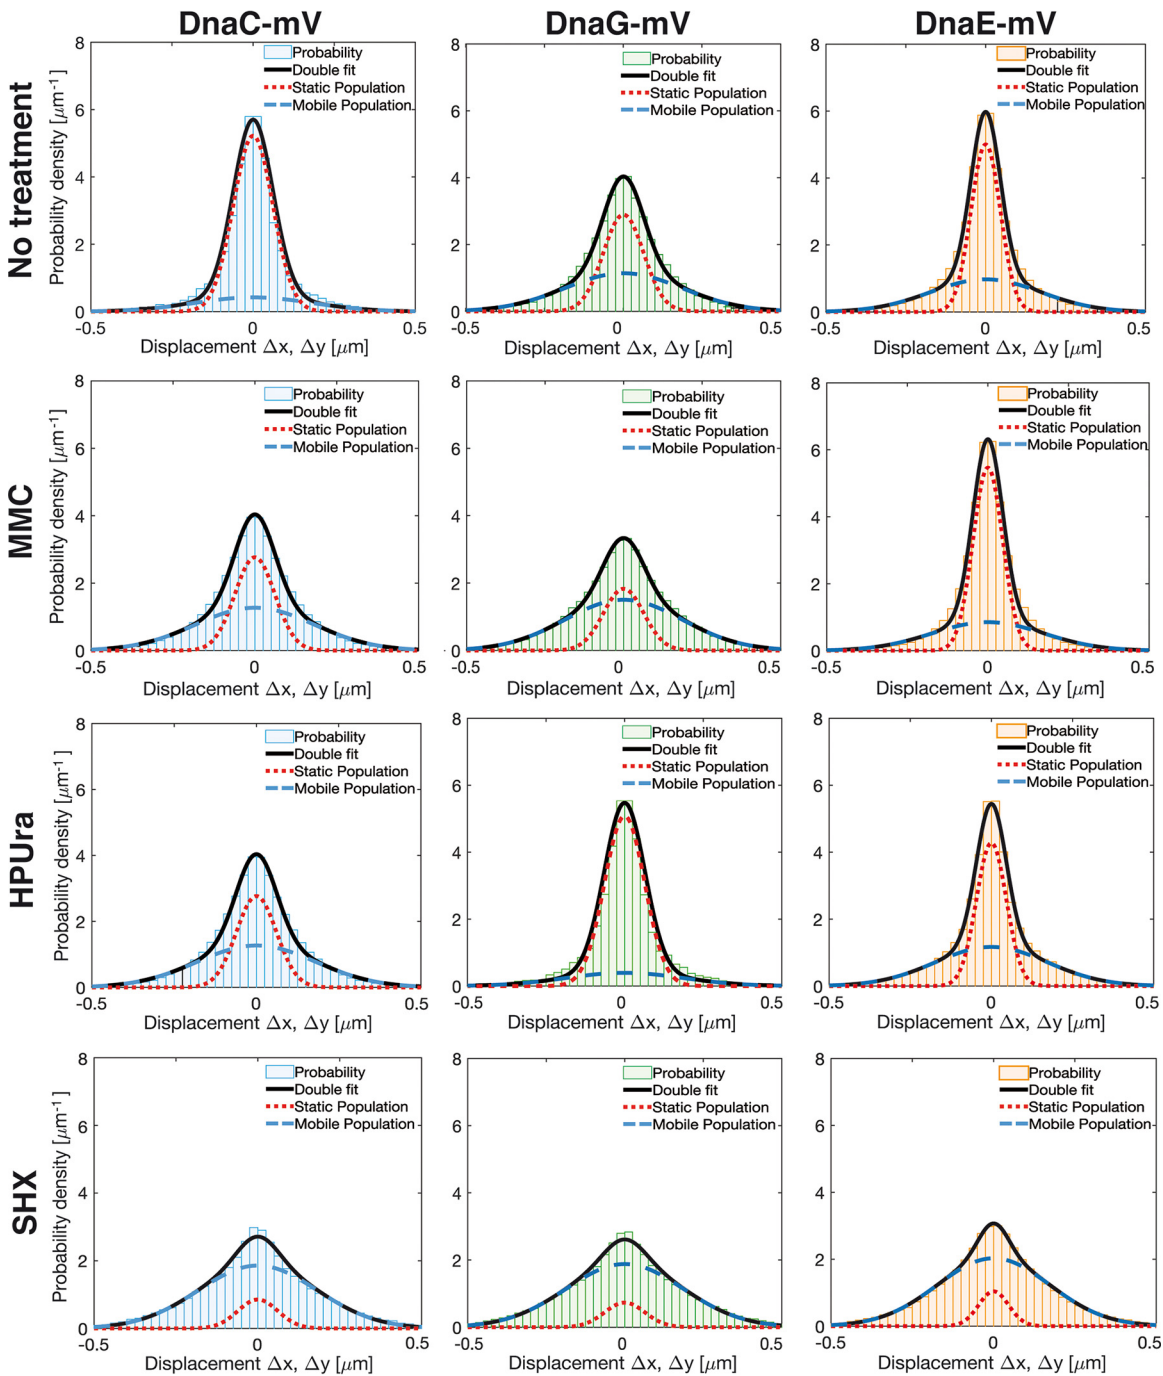 DnaC-mV DnaG-mV DnaE-mV
No treatment
Probability density [μm⁻¹]
8 6 4 2 0
Probability
Double fit
Static Population
Mobile Population
-0.5 0 0.5
Displacement Δx, Δy [μm]
8 6 4 2 0
Probability
Double fit
Static Population
Mobile Population
-0.5 0 0.5
Displacement Δx, Δy [μm]
8 6 4 2 0
Probability
Double fit
Static Population
Mobile Population
-0.5 0 0.5
Displacement Δx, Δy [μm]
MMC
Probability density [μm⁻¹]
8 6 4 2 0
Probability
Double fit
Static Population
Mobile Population
-0.5 0 0.5
Displacement Δx, Δy [μm]
8 6 4 2 0
Probability
Double fit
Static Population
Mobile Population
-0.5 0 0.5
Displacement Δx, Δy [μm]
8 6 4 2 0
Probability
Double fit
Static Population
Mobile Population
-0.5 0 0.5
Displacement Δx, Δy [μm]
HPUra
Probability density [μm⁻¹]
8 6 4 2 0
Probability
Double fit
Static Population
Mobile Population
-0.5 0 0.5
Displacement Δx, Δy [μm]
8 6 4 2 0
Probability
Double fit
Static Population
Mobile Population
-0.5 0 0.5
Displacement Δx, Δy [μm]
8 6 4 2 0
Probability
Double fit
Static Population
Mobile Population
-0.5 0 0.5
Displacement Δx, Δy [μm]
SHX
Probability density [μm⁻¹]
8 6 4 2 0
Probability
Double fit
Static Population
Mobile Population
-0.5 0 0.5
Displacement Δx, Δy [μm]
8 6 4 2 0
Probability
Double fit
Static Population
Mobile Population
-0.5 0 0.5
Displacement Δx, Δy [μm]
8 6 4 2 0
Probability
Double fit
Static Population
Mobile Population
-0.5 0 0.5
Displacement Δx, Δy [μm]